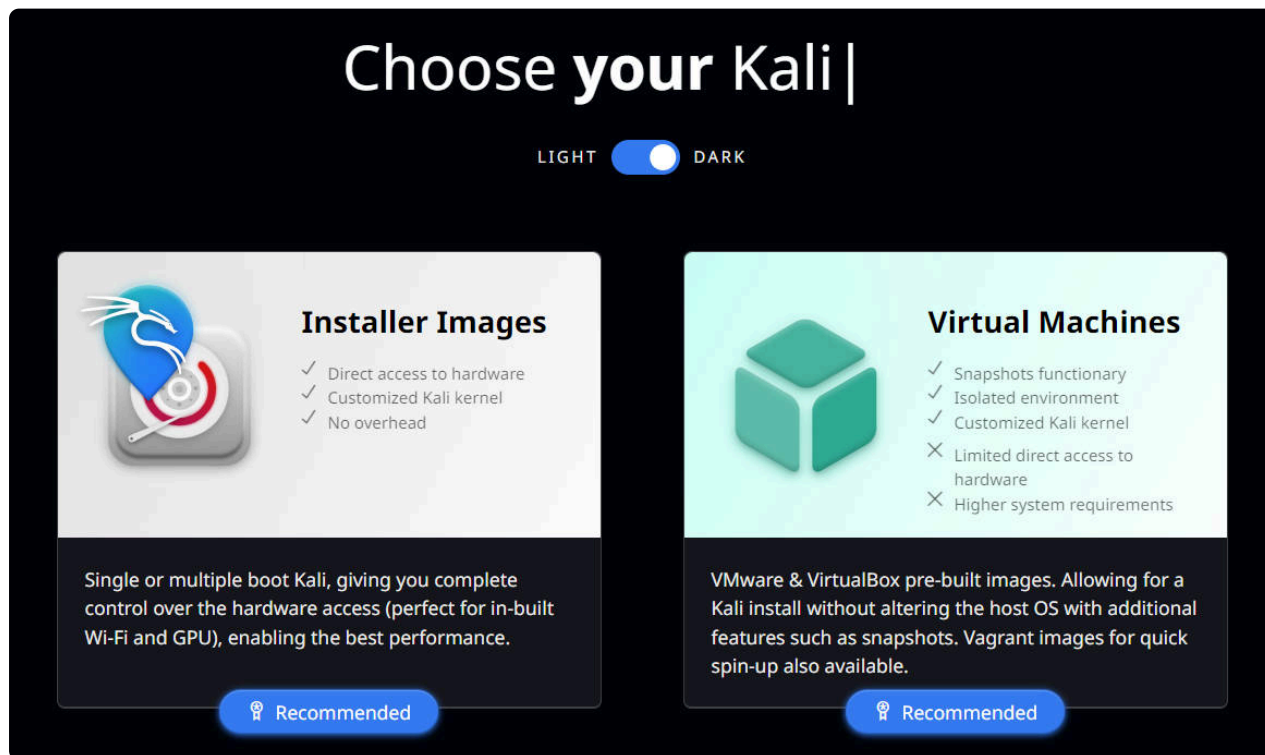 Choose your Kali|
LIGHT DARK
Installer Images
Direct access to hardware
Customized Kali kernel
No overhead
Single or multiple boot Kali, giving you complete
control over the hardware access (perfect for in-built
Wi-Fi and GPU), enabling the best performance.
Recommended
Virtual Machines
Snapshots functionary
Isolated environment
Customized Kali kernel
Limited direct access to
hardware
Higher system requirements
VMware & VirtualBox pre-built images. Allowing for a
Kali install without altering the host OS with additional
features such as snapshots. Vagrant images for quick
spin-up also available.
Recommended